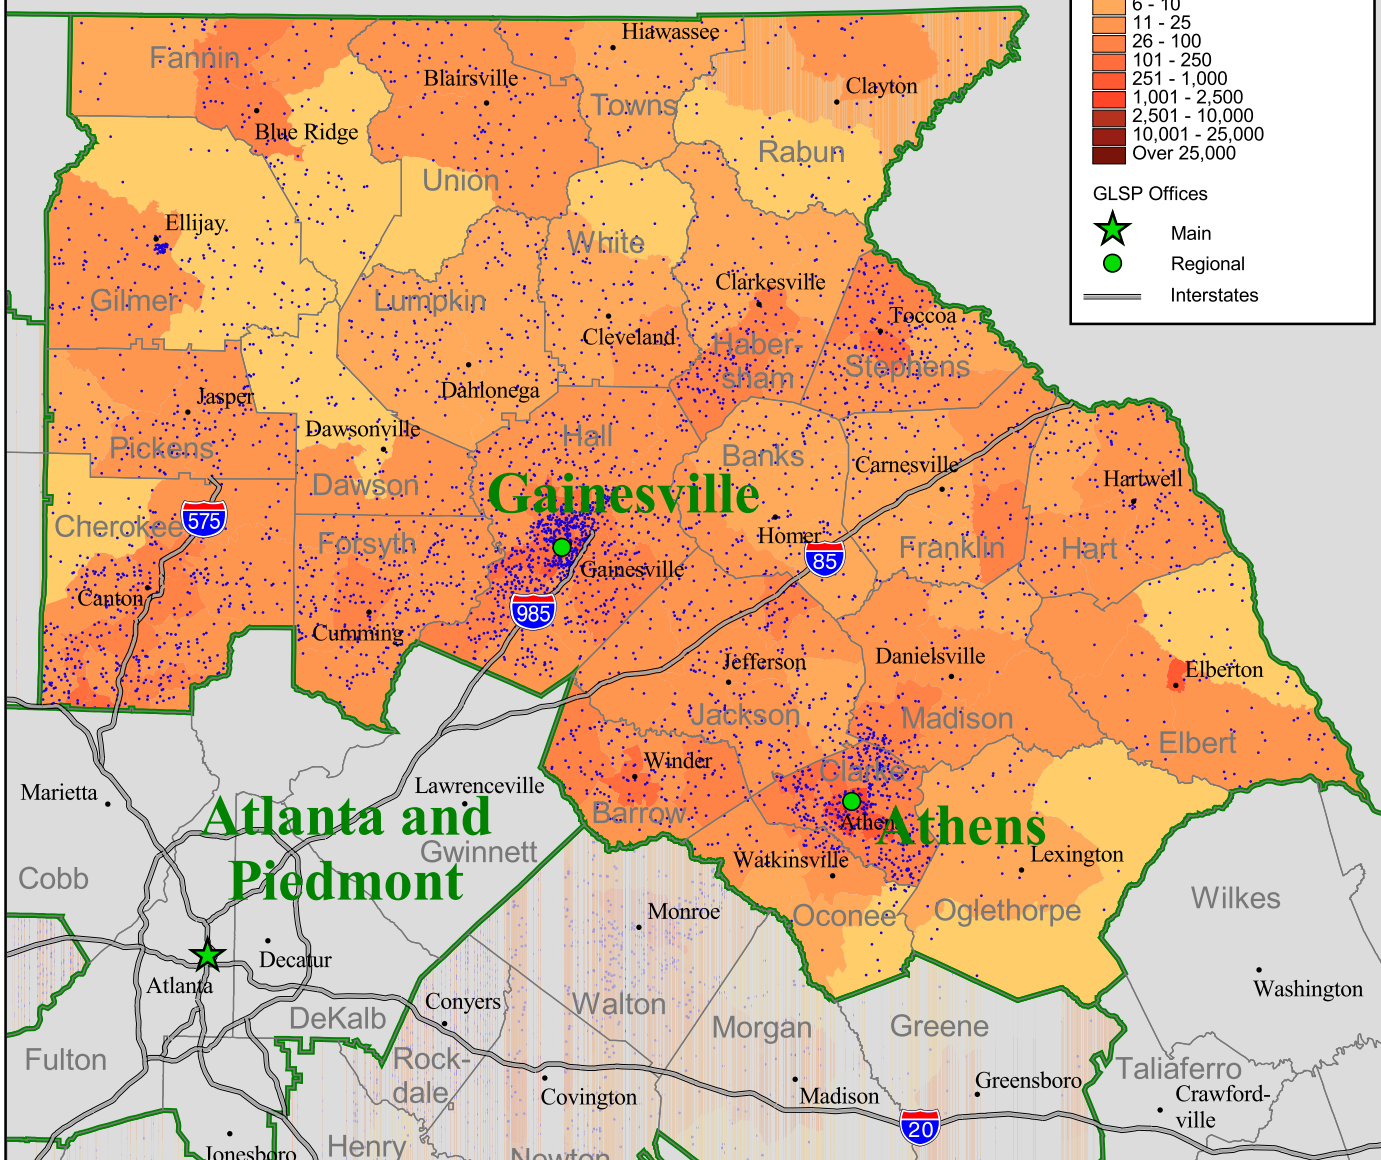 6 - 10
11 - 25
26 - 100
101 - 250
251 - 1,000
1,001 - 2,500
2,501 - 10,000
10,001 - 25,000
Over 25,000
GLSP Offices
Main
Regional
Interstates
Hiawassee
Fannin
Blairsville
Clayton
Towns
Blue Ridge
Rabun
Union
Ellijay
White
Clarkesville
Gilmer
Lumpkin
Toccoa
Cleveland
Haber-
sham
Stephens
Dahlonega
Jasper
Dawsonville
Hall
Pickens
Banks
Carnesville
Hartwell
Dawson
Gainesville
Cherokee
575
Homer
Forsyth
Franklin
Hart
85
Gainesville
Canton
985
Cumming
Jefferson
Danielsville
Elberton
Jackson
Madison
Elbert
Winder
Clarke
Marietta
Lawrenceville
Atlanta and
Piedmont
Barrow
Athens
Athens
Gwinnett
Watkinsville
Lexington
Cobb
Wilkes
Monroe
Oconee
Oglethorpe
Decatur
Atlanta
Washington
Conyers
Walton
DeKalb
Morgan
Greene
Fulton
Rock-
dale
Taliaferro
Greensboro
Covington
Madison
Crawford-
ville
20
Henry
Jonesboro
Newton